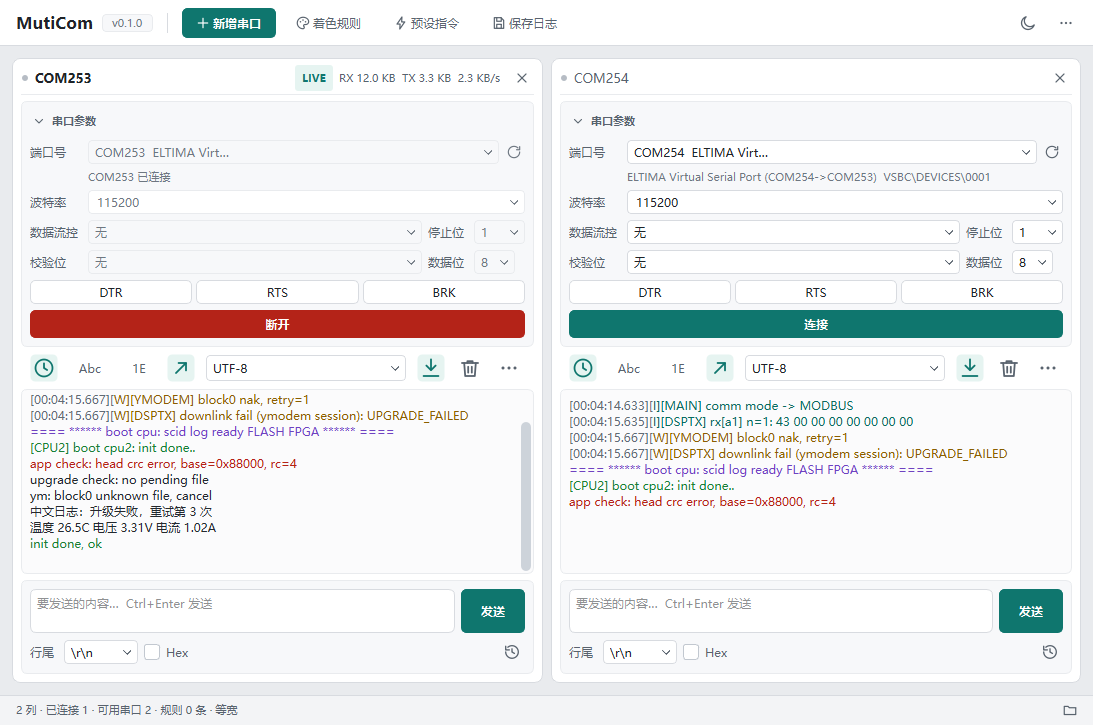 MutiCom v0.1.0 新增串口 着色规则 预设指令 保存日志
COM253 LIVE RX 12.0 KB TX 3.3 KB 2.3 KB/s
串口参数
端口号 COM253 ELTIMA Virt...
COM253 已连接
波特率 115200
数据流控 无 停止位 1
校验位 无 数据位 8
DTR RTS BRK
断开
Abc 1E UTF-8
[00:04:15.667][W][YMODEM] block0 nak, retry=1
[00:04:15.667][W][DSPTX] downlink fail (ymodem session): UPGRADE_FAILED
==== ****** boot cpu: scid log ready FLASH FPGA ****** ====
[CPU2] boot cpu2: init done..
app check: head crc error, base=0x88000, rc=4
upgrade check: no pending file
ym: block0 unknown file, cancel
中文日志：升级失败，重试第 3 次
温度 26.5C 电压 3.31V 电流 1.02A
init done, ok
要发送的内容... Ctrl+Enter 发送
发送
行尾 \r\n Hex
COM254
串口参数
端口号 COM254 ELTIMA Virt...
ELTIMA Virtual Serial Port (COM254->COM253) VSBC\DEVICES\0001
波特率 115200
数据流控 无 停止位 1
校验位 无 数据位 8
DTR RTS BRK
连接
Abc 1E UTF-8
[00:04:14.633][I][MAIN] comm mode -> MODBUS
[00:04:15.635][I][DSPTX] rx[a1] n=1: 43 00 00 00 00 00 00 00
[00:04:15.667][W][YMODEM] block0 nak, retry=1
[00:04:15.667][W][DSPTX] downlink fail (ymodem session): UPGRADE_FAILED
==== ****** boot cpu: scid log ready FLASH FPGA ****** ====
[CPU2] boot cpu2: init done..
app check: head crc error, base=0x88000, rc=4
要发送的内容... Ctrl+Enter 发送
发送
行尾 \r\n Hex
2 列 · 已连接 1 · 可用串口 2 · 规则 0 条 · 等宽